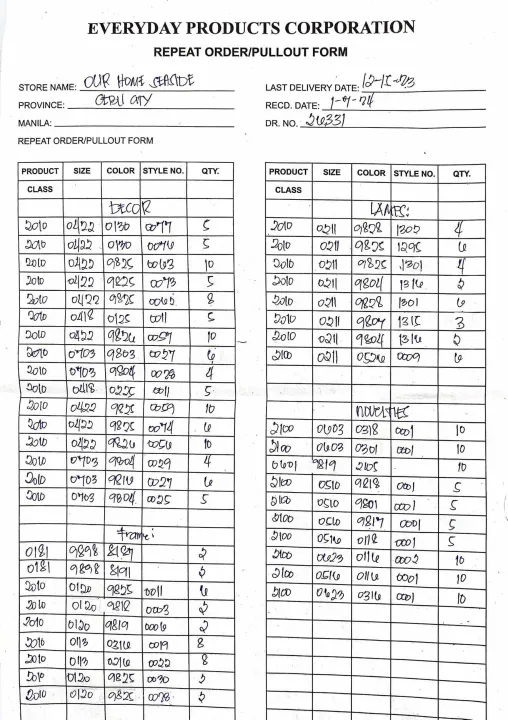 EVERYDAY PRODUCTS CORPORATION
REPEAT ORDER/PULLOUT FORM
STORE NAME: OUR HOME SEASIDE
PROVINCE: CEBU CITY
MANILA:
REPEAT ORDER/PULLOUT FORM
LAST DELIVERY DATE: 12-15-23
RECD. DATE: 1-9-24
DR. NO. 26331
PRODUCT CLASS SIZE COLOR STYLE NO. QTY.
DECOR
2010 0422 0130 0077 5
2010 0422 0130 0076 5
2010 0422 9825 0063 10
2010 0422 9825 0073 5
2010 0422 9825 0065 8
2010 0418 0125 0011 5
2010 0422 9826 0057 10
2010 0703 9803 0027 6
2010 0703 9804 0028 4
2010 0418 0225 0011 5
2010 0422 9825 0059 10
2010 0422 9825 0074 6
2010 0422 9826 0056 10
2010 0703 9804 0029 4
2010 0703 9816 0027 6
2010 0703 9804 0025 5
Frame:
0181 9898 8187 2
0181 9898 8191 2
2010 0120 9825 0011 6
2010 0120 9818 0003 2
2010 0120 9819 0006 2
2010 0113 0316 0019 8
2010 0113 0216 0022 8
2010 0120 9825 0030 2
2010 0120 9825 0028 2
PRODUCT CLASS SIZE COLOR STYLE NO. QTY.
LAMPS:
2010 0211 9828 1302 4
2010 0211 9825 1295 6
2010 0211 9825 1301 4
2010 0211 9804 1316 2
2010 0211 9828 1301 6
2010 0211 9807 1315 3
2010 0211 9804 1316 2
2100 0211 0526 0009 6
NOVELTIES
2100 0603 0318 0001 10
2100 0603 0301 0001 10
0601 9819 2105 10
2100 0510 9818 0001 5
2100 0510 9801 0001 5
2100 0510 9817 0001 5
2100 0516 0118 0001 5
2100 0623 0116 0002 10
2100 0516 0116 0001 10
2100 0623 0316 0001 10